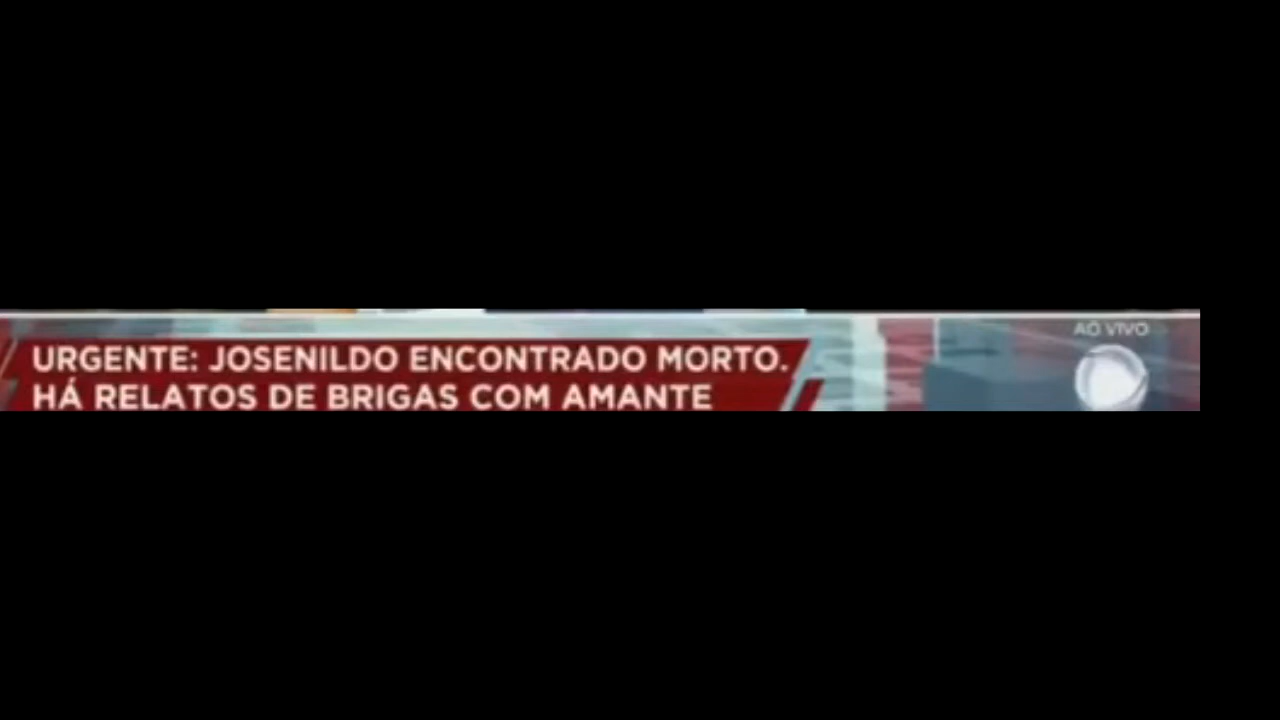 AO VIVO
URGENTE: JOSENILDO ENCONTRADO MORTO.
HÁ RELATOS DE BRIGAS COM AMANTE